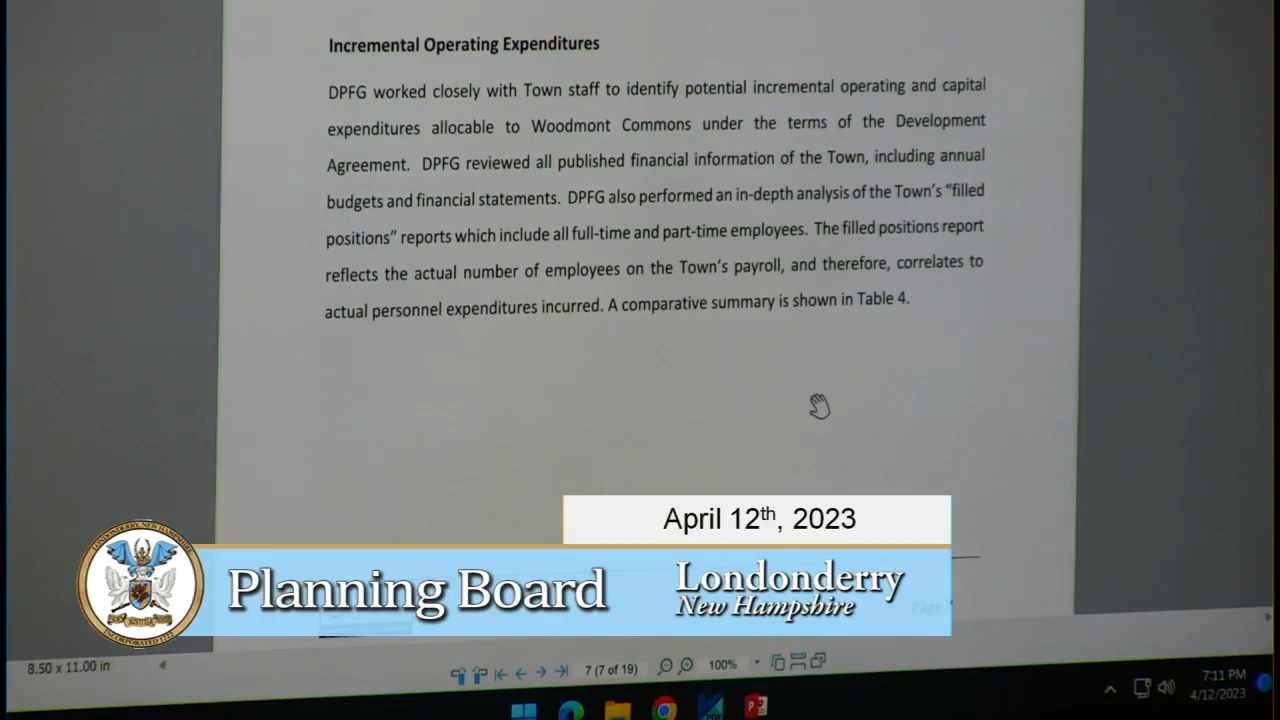 Incremental Operating Expenditures
DPFG worked closely with Town staff to identify potential incremental operating and capital
expenditures allocable to Woodmont Commons under the terms of the Development
Agreement. DPFG reviewed all published financial information of the Town, including annual
budgets and financial statements. DPFG also performed an in-depth analysis of the Town's "filled
positions" reports which include all full-time and part-time employees. The filled positions report
reflects the actual number of employees on the Town's payroll, and therefore, correlates to
actual personnel expenditures incurred. A comparative summary is shown in Table 4.
April 12th, 2023
Planning Board
Londonderry
New Hampshire
Page
8.50 x 11.00 in
7 (7 of 19)
100%
7:11 PM
4/12/2023